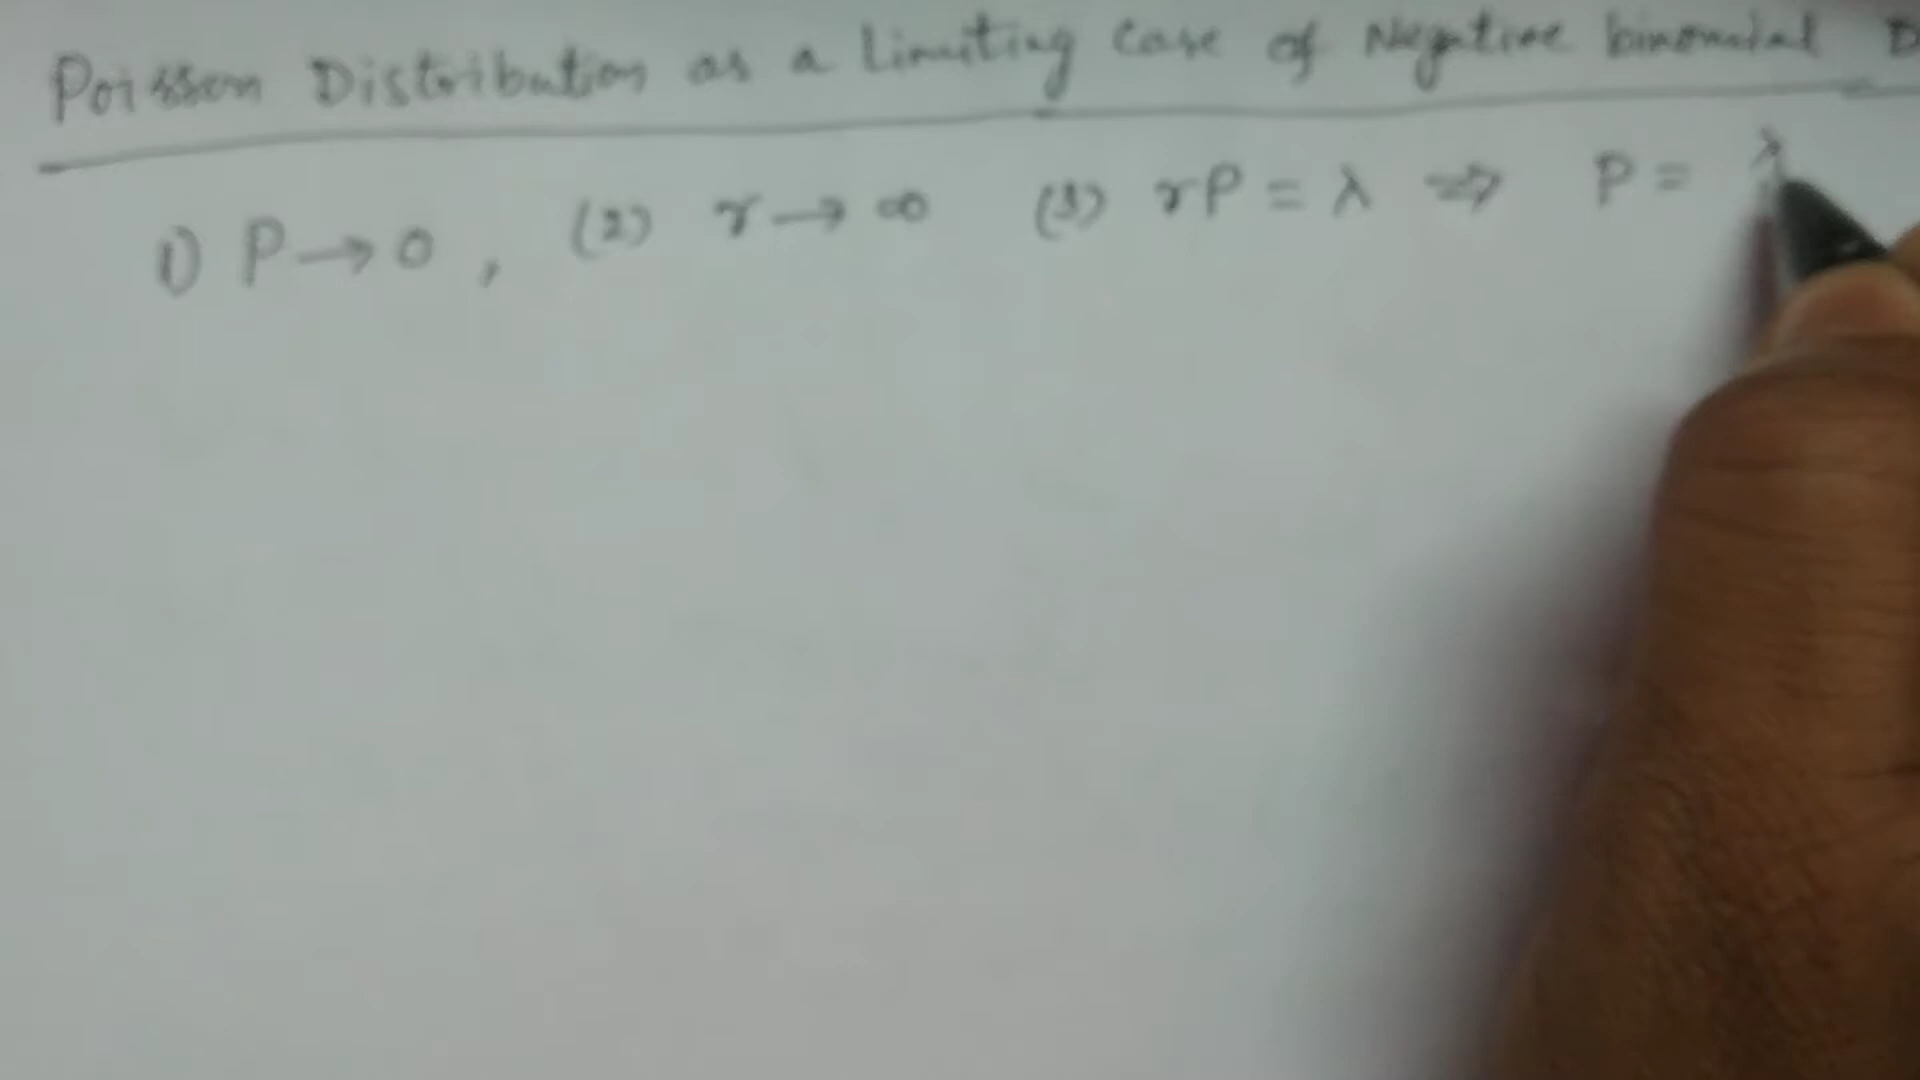 Poisson Distribution as a Limiting Case of Negative binomial D
1) P → 0 , (2) r → ∞ (3) rP = λ ⇒ P = λ